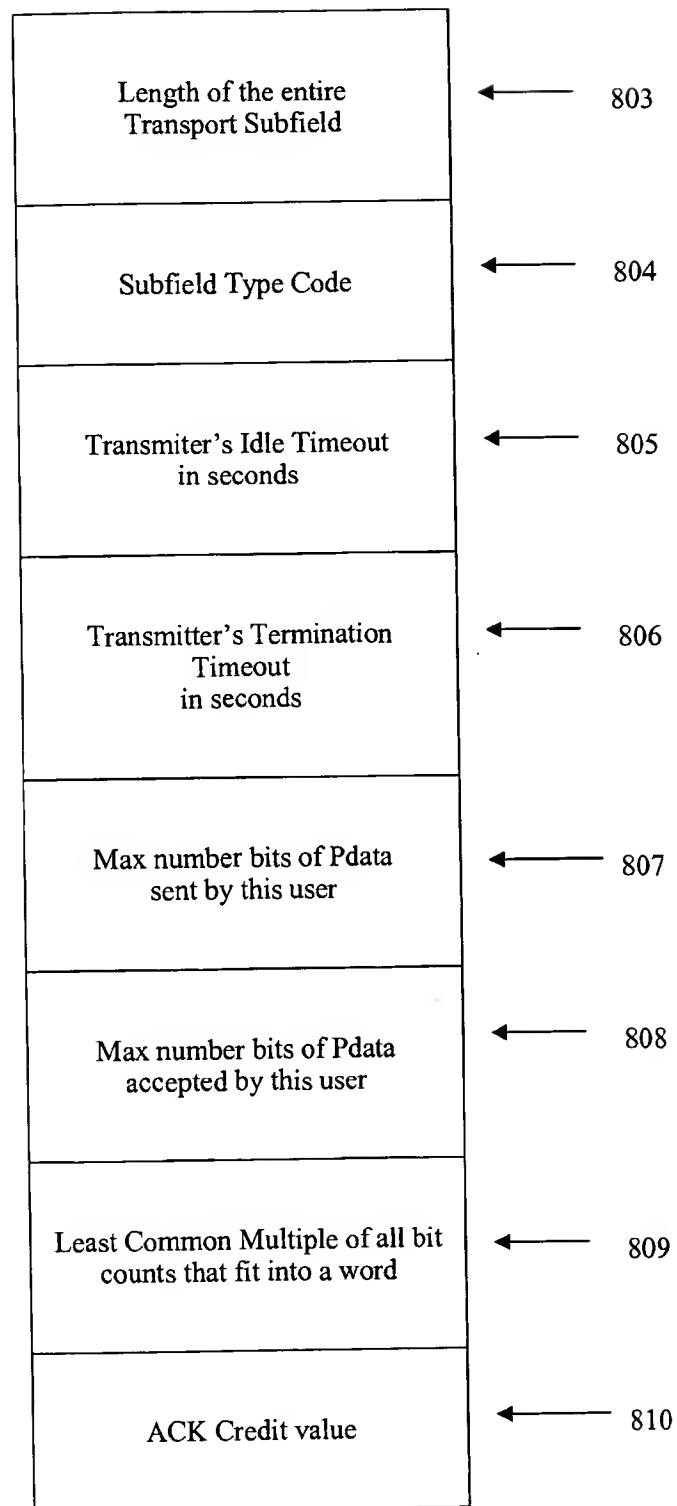 Length of the entire
Transport Subfield
803
Subfield Type Code
804
Transmiter's Idle Timeout
in seconds
805
Transmitter's Termination
Timeout
in seconds
806
Max number bits of Pdata
sent by this user
807
Max number bits of Pdata
accepted by this user
808
Least Common Multiple of all bit
counts that fit into a word
809
ACK Credit value
810